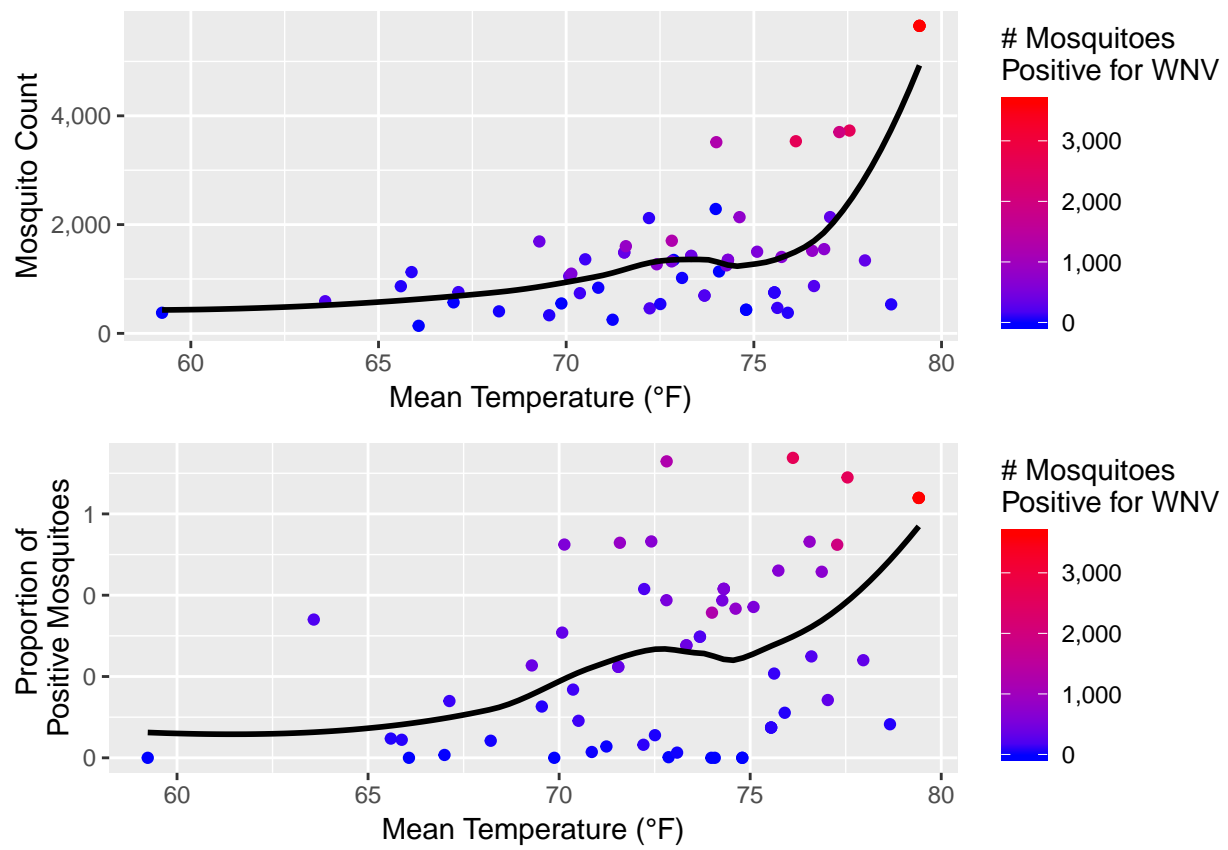 Mosquito Count
4,000
2,000
0
60 65 70 75 80
Mean Temperature (°F)
# Mosquitoes
Positive for WNV
3,000
2,000
1,000
0
Proportion of
Positive Mosquitoes
1
0
0
0
60 65 70 75 80
Mean Temperature (°F)
# Mosquitoes
Positive for WNV
3,000
2,000
1,000
0